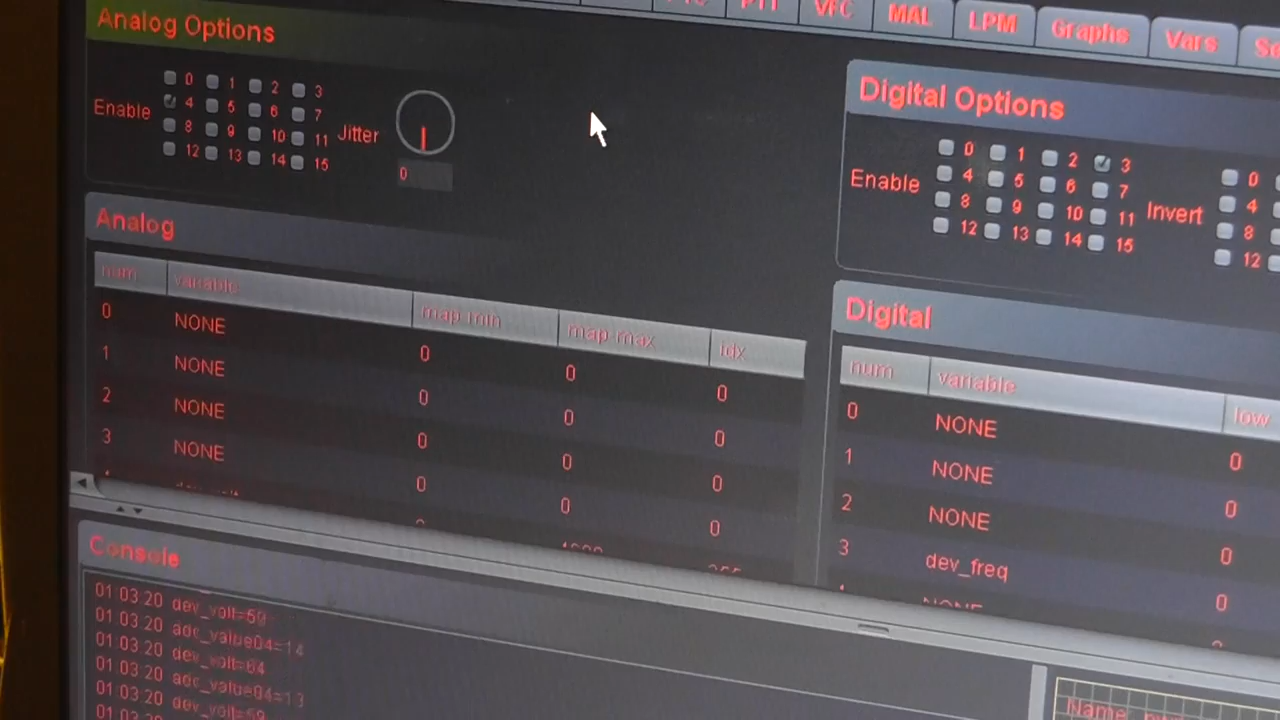 PTT VFC MAL LPM Graphs Vars
Analog Options
Enable
0 1 2 3
4 5 6 7
8 9 10 11
12 13 14 15
Jitter
0
Digital Options
Enable
0 1 2 3
4 5 6 7
8 9 10 11
12 13 14 15
Invert
0
4
8
12
Analog
num variable map min map max idx
0 NONE 0 0 0
1 NONE 0 0 0
2 NONE 0 0 0
3 NONE 0 0 0
Digital
num variable low
0 NONE 0
1 NONE 0
2 NONE 0
3 dev_freq 0
Console
01:03:20 dev_volt=59
01:03:20 adc_value04=14
01:03:20 dev_volt=64
01:03:20 adc_value04=13
01:03:20 dev_volt=59
Name